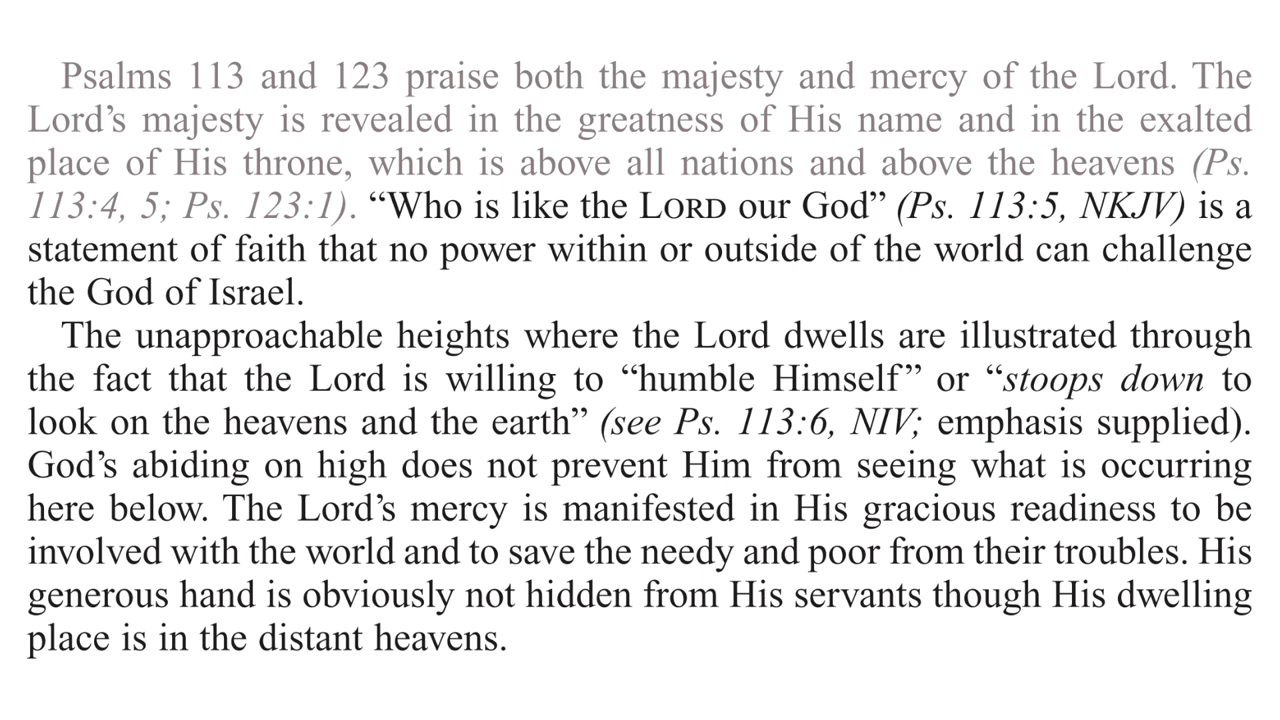 Psalms 113 and 123 praise both the majesty and mercy of the Lord. The
Lord’s majesty is revealed in the greatness of His name and in the exalted
place of His throne, which is above all nations and above the heavens (Ps.
113:4, 5; Ps. 123:1). “Who is like the LORD our God” (Ps. 113:5, NKJV) is a
statement of faith that no power within or outside of the world can challenge
the God of Israel.
The unapproachable heights where the Lord dwells are illustrated through
the fact that the Lord is willing to “humble Himself” or “stoops down to
look on the heavens and the earth” (see Ps. 113:6, NIV; emphasis supplied).
God’s abiding on high does not prevent Him from seeing what is occurring
here below. The Lord’s mercy is manifested in His gracious readiness to be
involved with the world and to save the needy and poor from their troubles. His
generous hand is obviously not hidden from His servants though His dwelling
place is in the distant heavens.